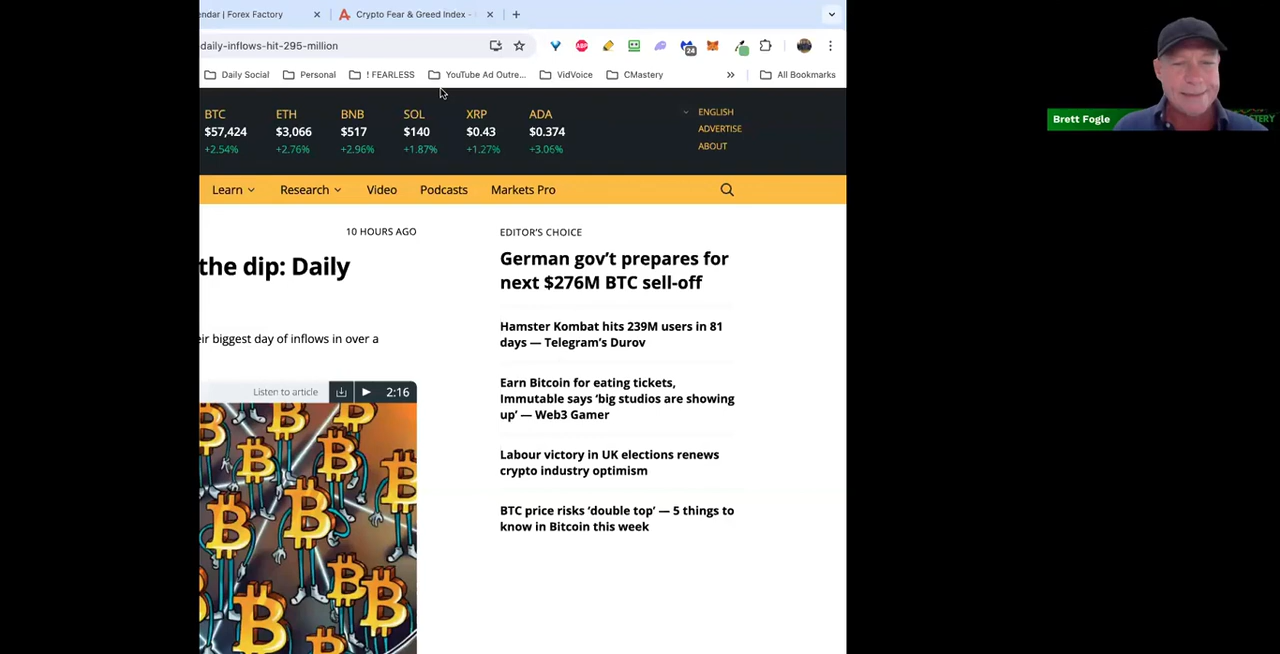 endar | Forex Factory
Crypto Fear & Greed Index -
daily-inflows-hit-295-million
24
Daily Social
Personal
! FEARLESS
YouTube Ad Outre...
VidVoice
CMastery
All Bookmarks
BTC ETH BNB SOL XRP ADA
$57,424 $3,066 $517 $140 $0.43 $0.374
+2.54% +2.76% +2.96% +1.87% +1.27% +3.06%
ENGLISH
ADVERTISE
ABOUT
Learn Research Video Podcasts Markets Pro
10 HOURS AGO
the dip: Daily
eir biggest day of inflows in over a
Listen to article
2:16
EDITOR'S CHOICE
German gov't prepares for
next $276M BTC sell-off
Hamster Kombat hits 239M users in 81
days — Telegram's Durov
Earn Bitcoin for eating tickets,
Immutable says 'big studios are showing
up' — Web3 Gamer
Labour victory in UK elections renews
crypto industry optimism
BTC price risks 'double top' — 5 things to
know in Bitcoin this week
Brett Fogle